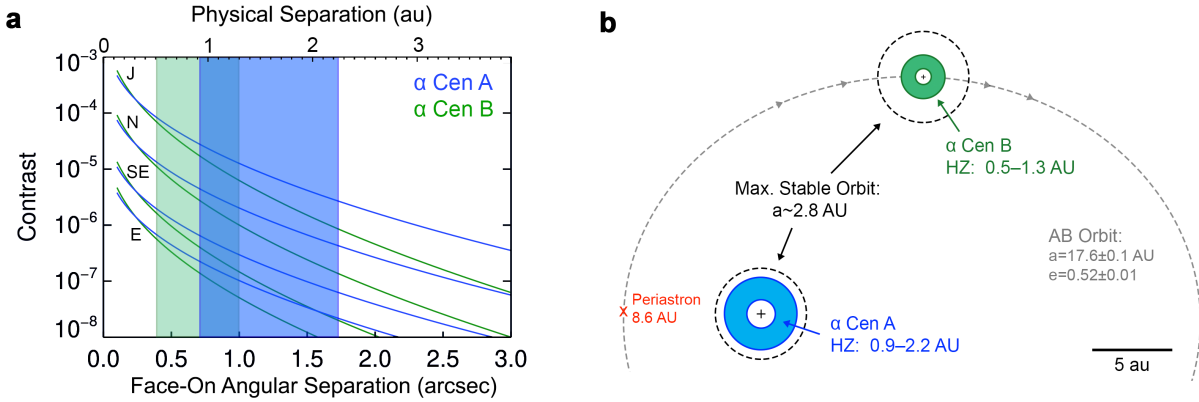 a
Physical Separation (au)
0 1 2 3
10⁻³
10⁻⁴
10⁻⁵
10⁻⁶
10⁻⁷
10⁻⁸
Contrast
J
N
SE
E
α Cen A
α Cen B
0.0 0.5 1.0 1.5 2.0 2.5 3.0
Face-On Angular Separation (arcsec)
b
α Cen B
HZ: 0.5–1.3 AU
Max. Stable Orbit:
a~2.8 AU
AB Orbit:
a=17.6±0.1 AU
e=0.52±0.01
x Periastron
8.6 AU
α Cen A
HZ: 0.9–2.2 AU
5 au